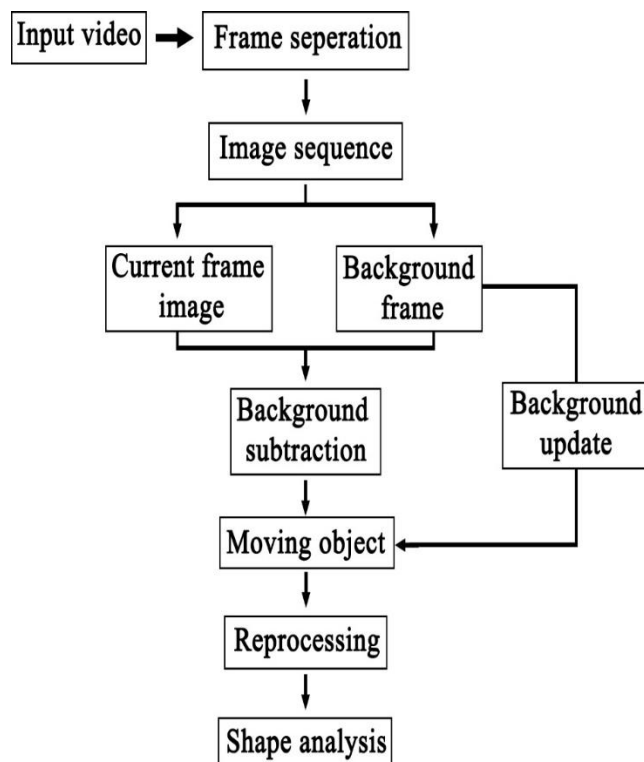 Input video
Frame seperation
Image sequence
Current frame
image
Background
frame
Background
subtraction
Background
update
Moving object
Reprocessing
Shape analysis